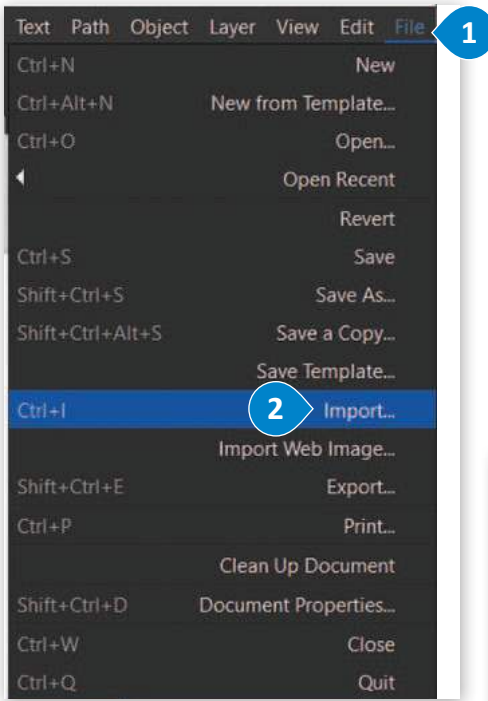 Text Path Object Layer View Edit File 1
Ctrl+N New
Ctrl+Alt+N New from Template...
Ctrl+O Open...
Open Recent
Revert
Ctrl+S Save
Shift+Ctrl+S Save As...
Shift+Ctrl+Alt+S Save a Copy...
Save Template...
Ctrl+I 2 Import...
Import Web Image...
Shift+Ctrl+E Export...
Ctrl+P Print...
Clean Up Document
Shift+Ctrl+D Document Properties...
Ctrl+W Close
Ctrl+Q Quit